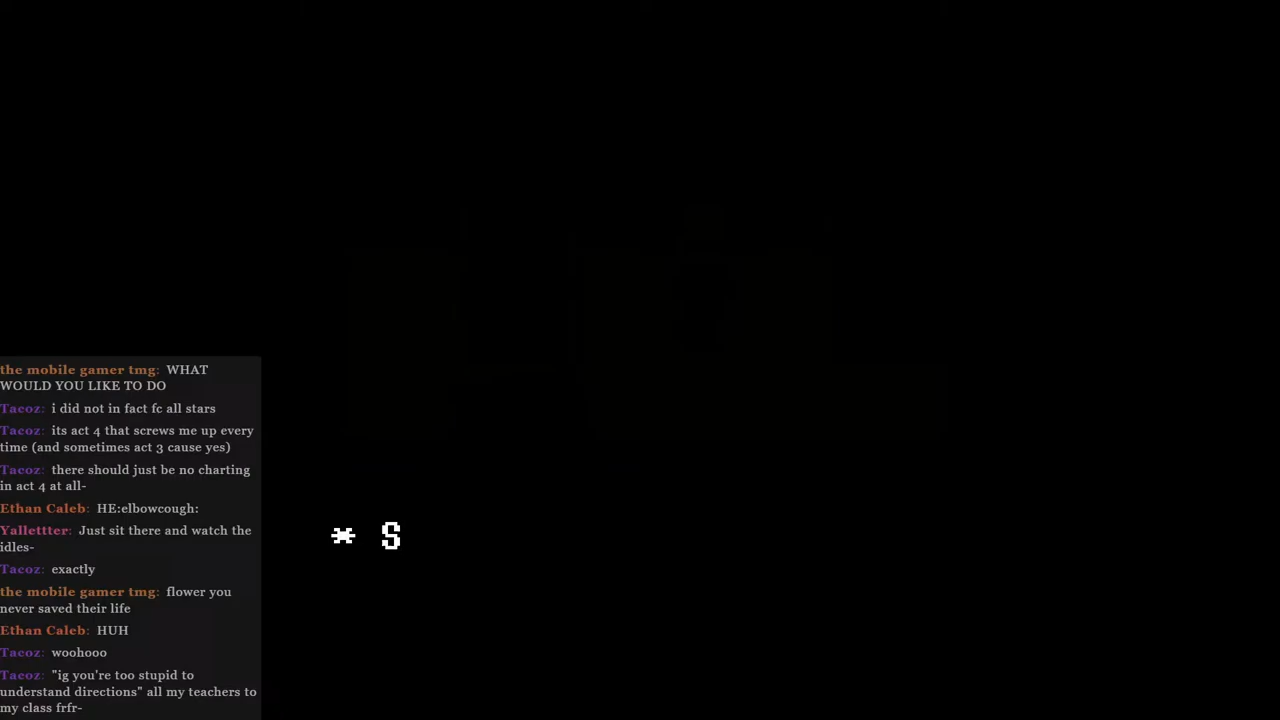 the mobile gamer tmg: WHAT
WOULD YOU LIKE TO DO
Tacoz: i did not in fact fc all stars
Tacoz: its act 4 that screws me up every
time (and sometimes act 3 cause yes)
Tacoz: there should just be no charting
in act 4 at all-
Ethan Caleb: HE:elbowcough:
Yallettter: Just sit there and watch the
idles-
Tacoz: exactly
the mobile gamer tmg: flower you
never saved their life
Ethan Caleb: HUH
Tacoz: woohooo
Tacoz: "ig you're too stupid to
understand directions" all my teachers to
my class frfr-
* S